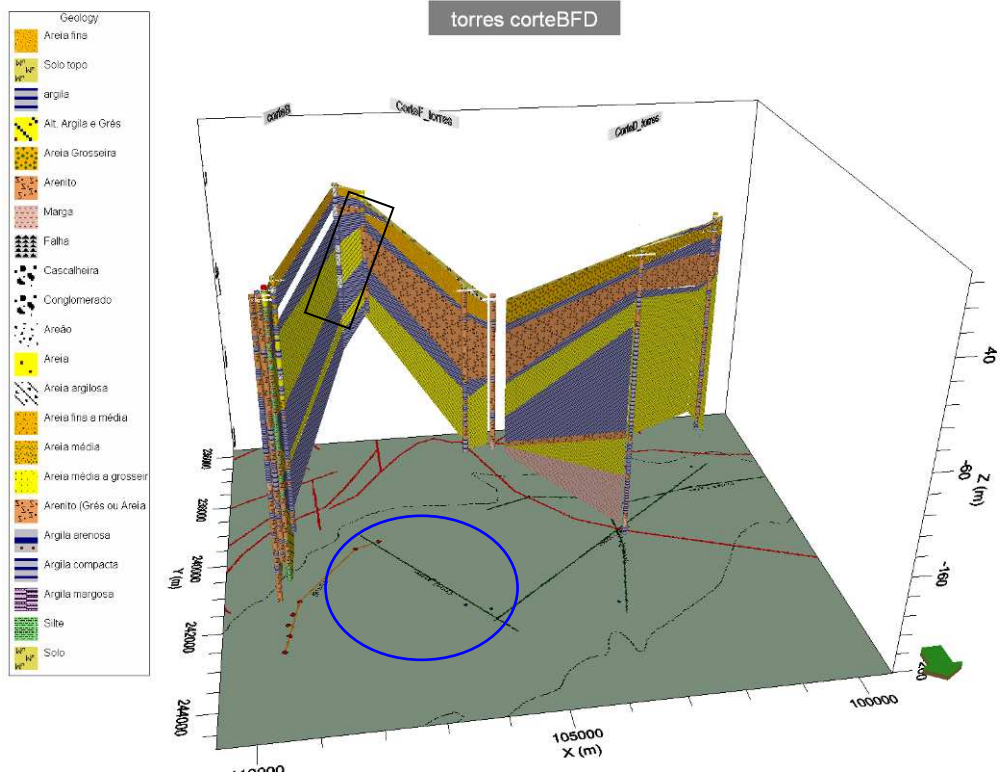 torres corteBFD
Geology
Areia fina
Solo topo
argila
Alt. Argila e Grés
Areia Grosseira
Arenito
Marga
Falha
Cascalheira
Conglomerado
Areão
Areia
Areia argilosa
Areia fina a média
Areia média
Areia média a grosseir
Arenito (Grés ou Areia
Argila arenosa
Argila compacta
Argila margosa
Silte
Solo
corteB
CorteF_torres
CorteD_torres
40
-60
Z (m)
-160
240000
Y (m)
242000
244000
105000
X (m)
100000